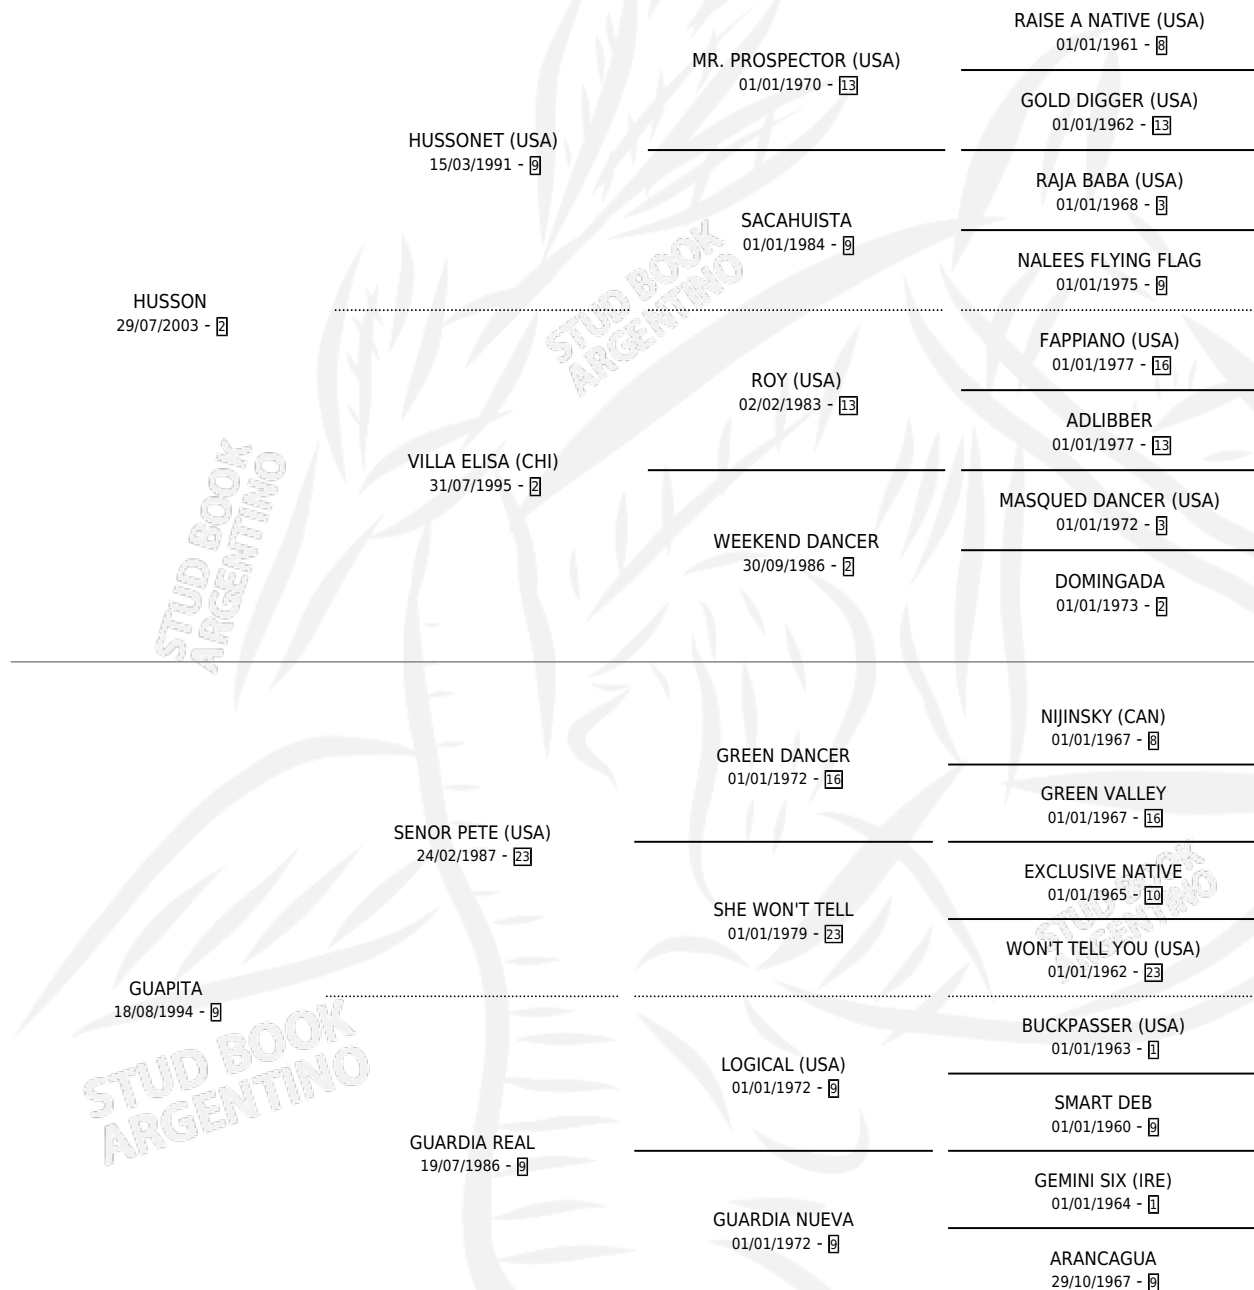 RAISE A NATIVE (USA)
01/01/1961 - 8
MR. PROSPECTOR (USA)
01/01/1970 - 13
GOLD DIGGER (USA)
01/01/1962 - 13
HUSSONET (USA)
15/03/1991 - 9
RAJA BABA (USA)
01/01/1968 - 3
SACAHUISTA
01/01/1984 - 9
NALEES FLYING FLAG
01/01/1975 - 9
HUSSON
29/07/2003 - 2
FAPPIANO (USA)
01/01/1977 - 16
ROY (USA)
02/02/1983 - 13
ADLIBBER
01/01/1977 - 13
VILLA ELISA (CHI)
31/07/1995 - 2
MASQUED DANCER (USA)
01/01/1972 - 3
WEEKEND DANCER
30/09/1986 - 2
DOMINGADA
01/01/1973 - 2
NIJINSKY (CAN)
01/01/1967 - 8
GREEN DANCER
01/01/1972 - 16
GREEN VALLEY
01/01/1967 - 16
SENOR PETE (USA)
24/02/1987 - 23
EXCLUSIVE NATIVE
01/01/1965 - 10
SHE WON'T TELL
01/01/1979 - 23
WON'T TELL YOU (USA)
01/01/1962 - 23
GUAPITA
18/08/1994 - 9
BUCKPASSER (USA)
01/01/1963 - 1
LOGICAL (USA)
01/01/1972 - 9
SMART DEB
01/01/1960 - 9
GUARDIA REAL
19/07/1986 - 9
GEMINI SIX (IRE)
01/01/1964 - 1
GUARDIA NUEVA
01/01/1972 - 9
ARANCAGUA
29/10/1967 - 9
STUD BOOK
ARGENTINO
STUD BOOK
ARGENTINO
STUD BOOK
ARGENTINO
STUD BOOK
ARGENTINO